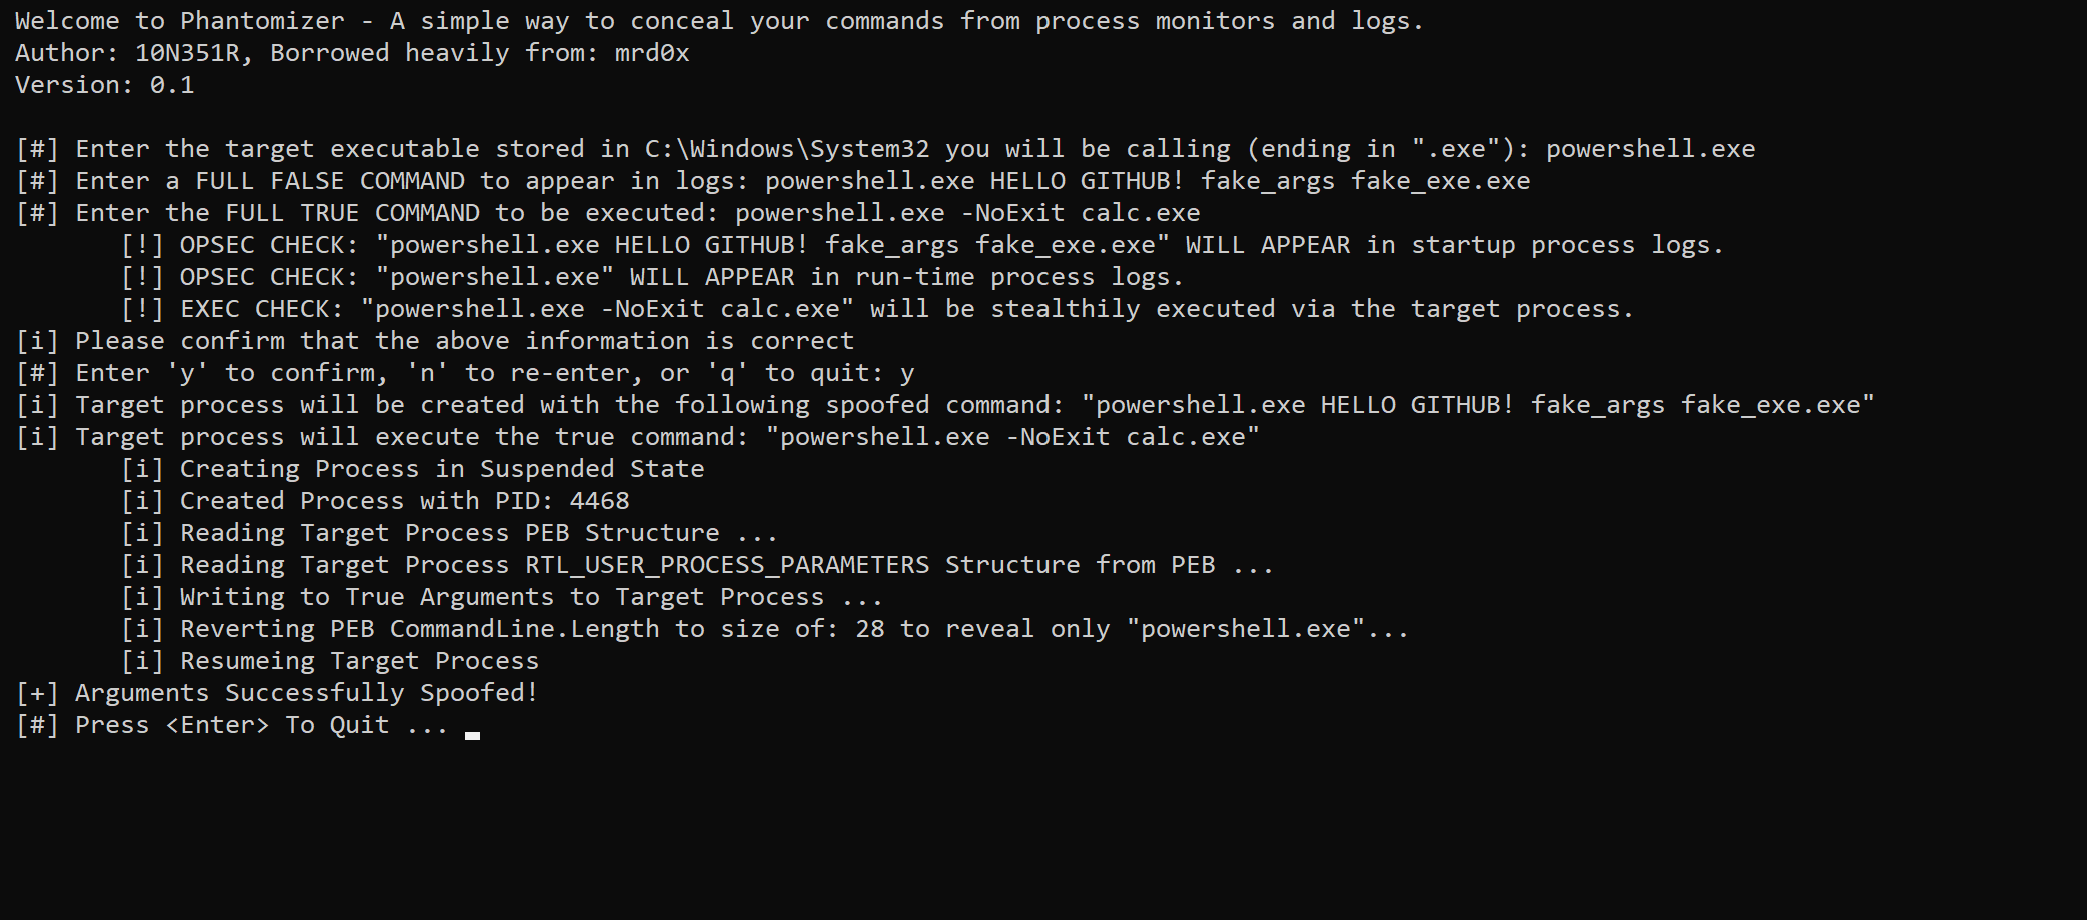 Welcome to Phantomizer - A simple way to conceal your commands from process monitors and logs.
Author: 10N351R, Borrowed heavily from: mrd0x
Version: 0.1
[#] Enter the target executable stored in C:\Windows\System32 you will be calling (ending in ".exe"): powershell.exe
[#] Enter a FULL FALSE COMMAND to appear in logs: powershell.exe HELLO GITHUB! fake_args fake_exe.exe
[#] Enter the FULL TRUE COMMAND to be executed: powershell.exe -NoExit calc.exe
[!] OPSEC CHECK: "powershell.exe HELLO GITHUB! fake_args fake_exe.exe" WILL APPEAR in startup process logs.
[!] OPSEC CHECK: "powershell.exe" WILL APPEAR in run-time process logs.
[!] EXEC CHECK: "powershell.exe -NoExit calc.exe" will be stealthily executed via the target process.
[i] Please confirm that the above information is correct
[#] Enter 'y' to confirm, 'n' to re-enter, or 'q' to quit: y
[i] Target process will be created with the following spoofed command: "powershell.exe HELLO GITHUB! fake_args fake_exe.exe"
[i] Target process will execute the true command: "powershell.exe -NoExit calc.exe"
[i] Creating Process in Suspended State
[i] Created Process with PID: 4468
[i] Reading Target Process PEB Structure ...
[i] Reading Target Process RTL_USER_PROCESS_PARAMETERS Structure from PEB ...
[i] Writing to True Arguments to Target Process ...
[i] Reverting PEB CommandLine.Length to size of: 28 to reveal only "powershell.exe"...
[i] Resumeing Target Process
[+] Arguments Successfully Spoofed!
[#] Press <Enter> To Quit ...